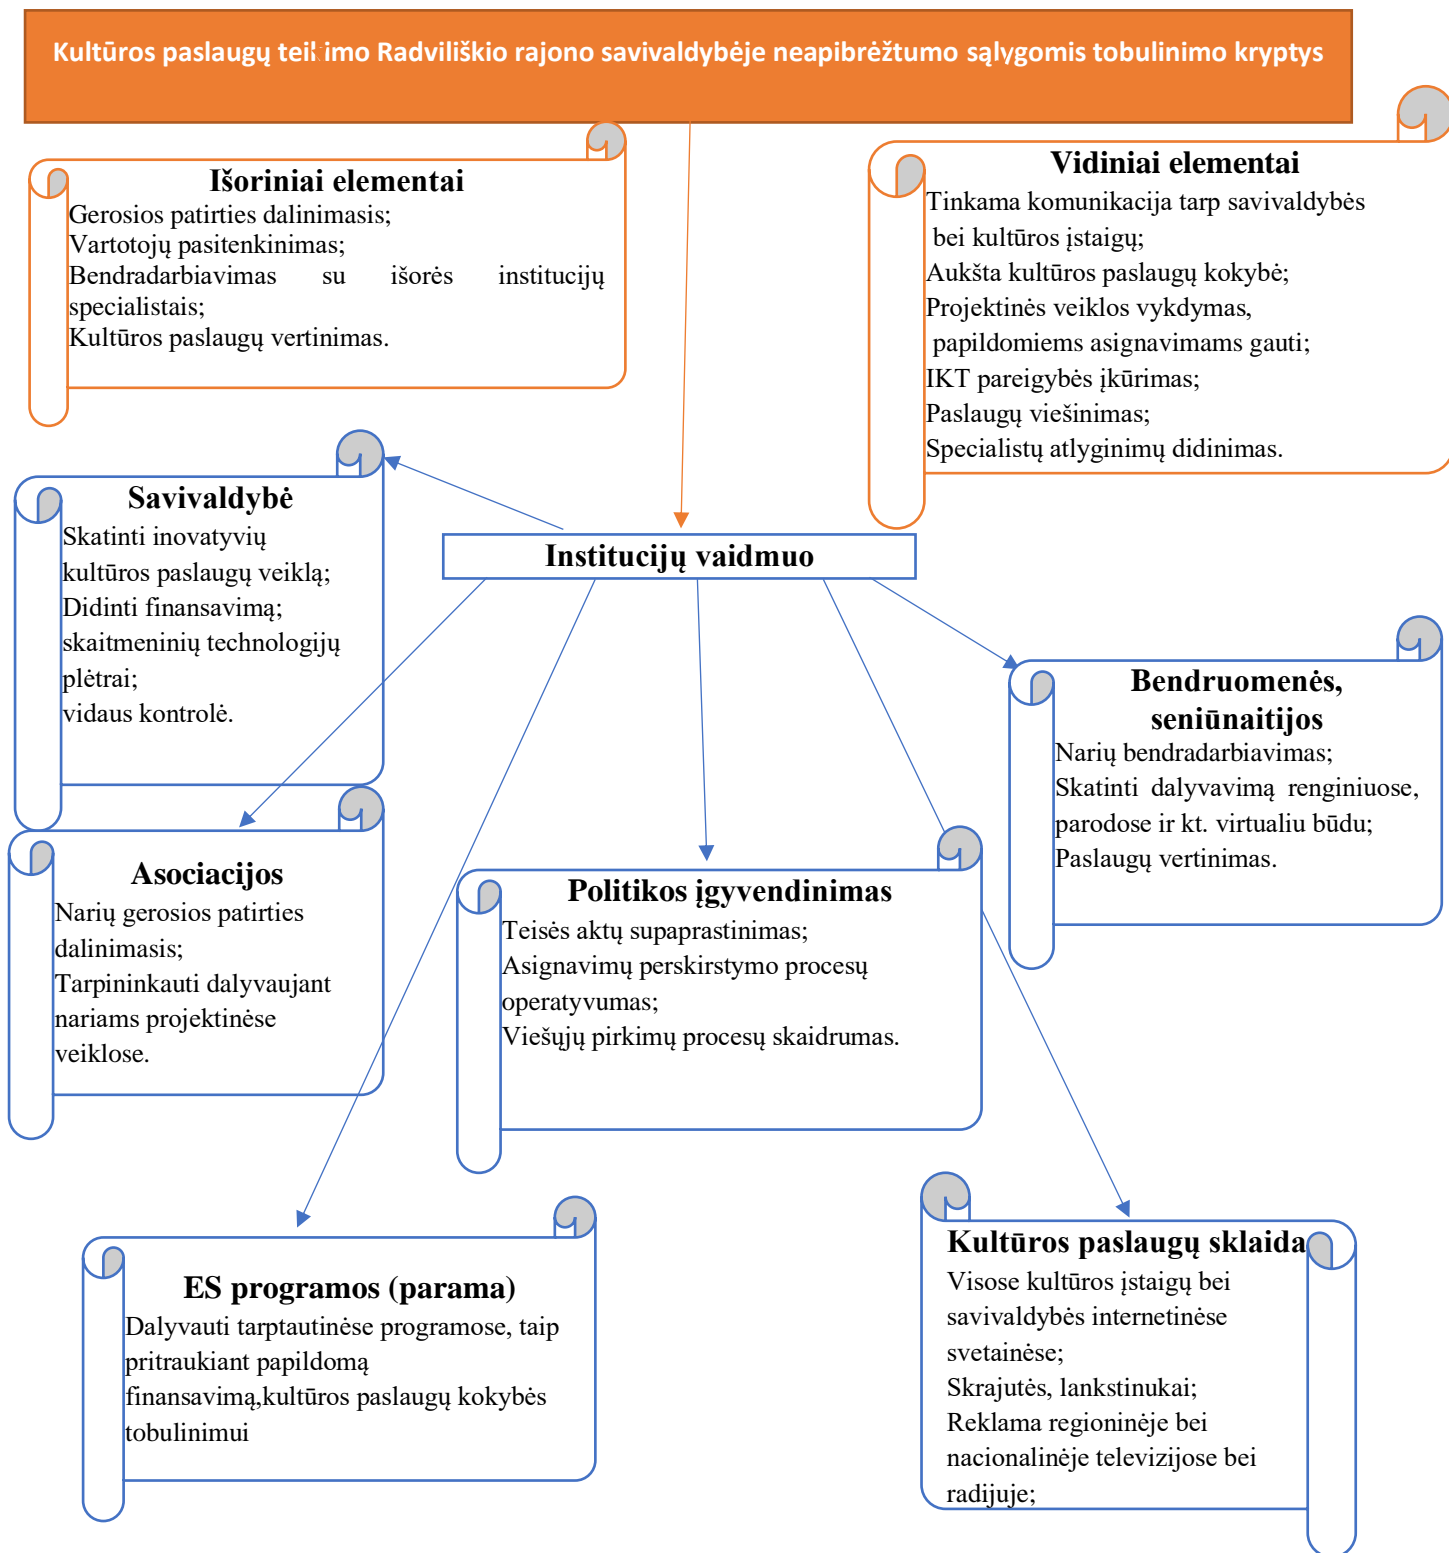 Kultūros paslaugų teikimo Radviliškio rajono savivaldybėje neapibrėžtumo sąlygomis tobulinimo kryptys
Išoriniai elementai
Gerosios patirties dalinimasis;
Vartotojų pasitenkinimas;
Bendradarbiavimas su išorės institucijų
specialistais;
Kultūros paslaugų vertinimas.
Vidiniai elementai
Tinkama komunikacija tarp savivaldybės
bei kultūros įstaigų;
Aukšta kultūros paslaugų kokybė;
Projektinės veiklos vykdymas,
papildomiems asignavimams gauti;
IKT pareigybės įkūrimas;
Paslaugų viešinimas;
Specialistų atlyginimų didinimas.
Savivaldybė
Skatinti inovatyvių
kultūros paslaugų veiklą;
Didinti finansavimą;
skaitmeninių technologijų
plėtrai;
vidaus kontrolė.
Institucijų vaidmuo
Bendruomenės,
seniūnaitijos
Narių bendradarbiavimas;
Skatinti dalyvavimą renginiuose,
parodose ir kt. virtualiu būdu;
Paslaugų vertinimas.
Asociacijos
Narių gerosios patirties
dalinimasis;
Tarpininkauti dalyvaujant
nariams projektinėse
veiklose.
Politikos įgyvendinimas
Teisės aktų supaprastinimas;
Asignavimų perskirstymo procesų
operatyvumas;
Viešųjų pirkimų procesų skaidrumas.
ES programos (parama)
Dalyvauti tarptautinėse programose, taip
pritraukiant papildomą
finansavimą,kultūros paslaugų kokybės
tobulinimui
Kultūros paslaugų sklaida
Visose kultūros įstaigų bei
savivaldybės internetinėse
svetainėse;
Skrajutės, lankstinukai;
Reklama regioninėje bei
nacionalinėje televizijose bei
radijuje;